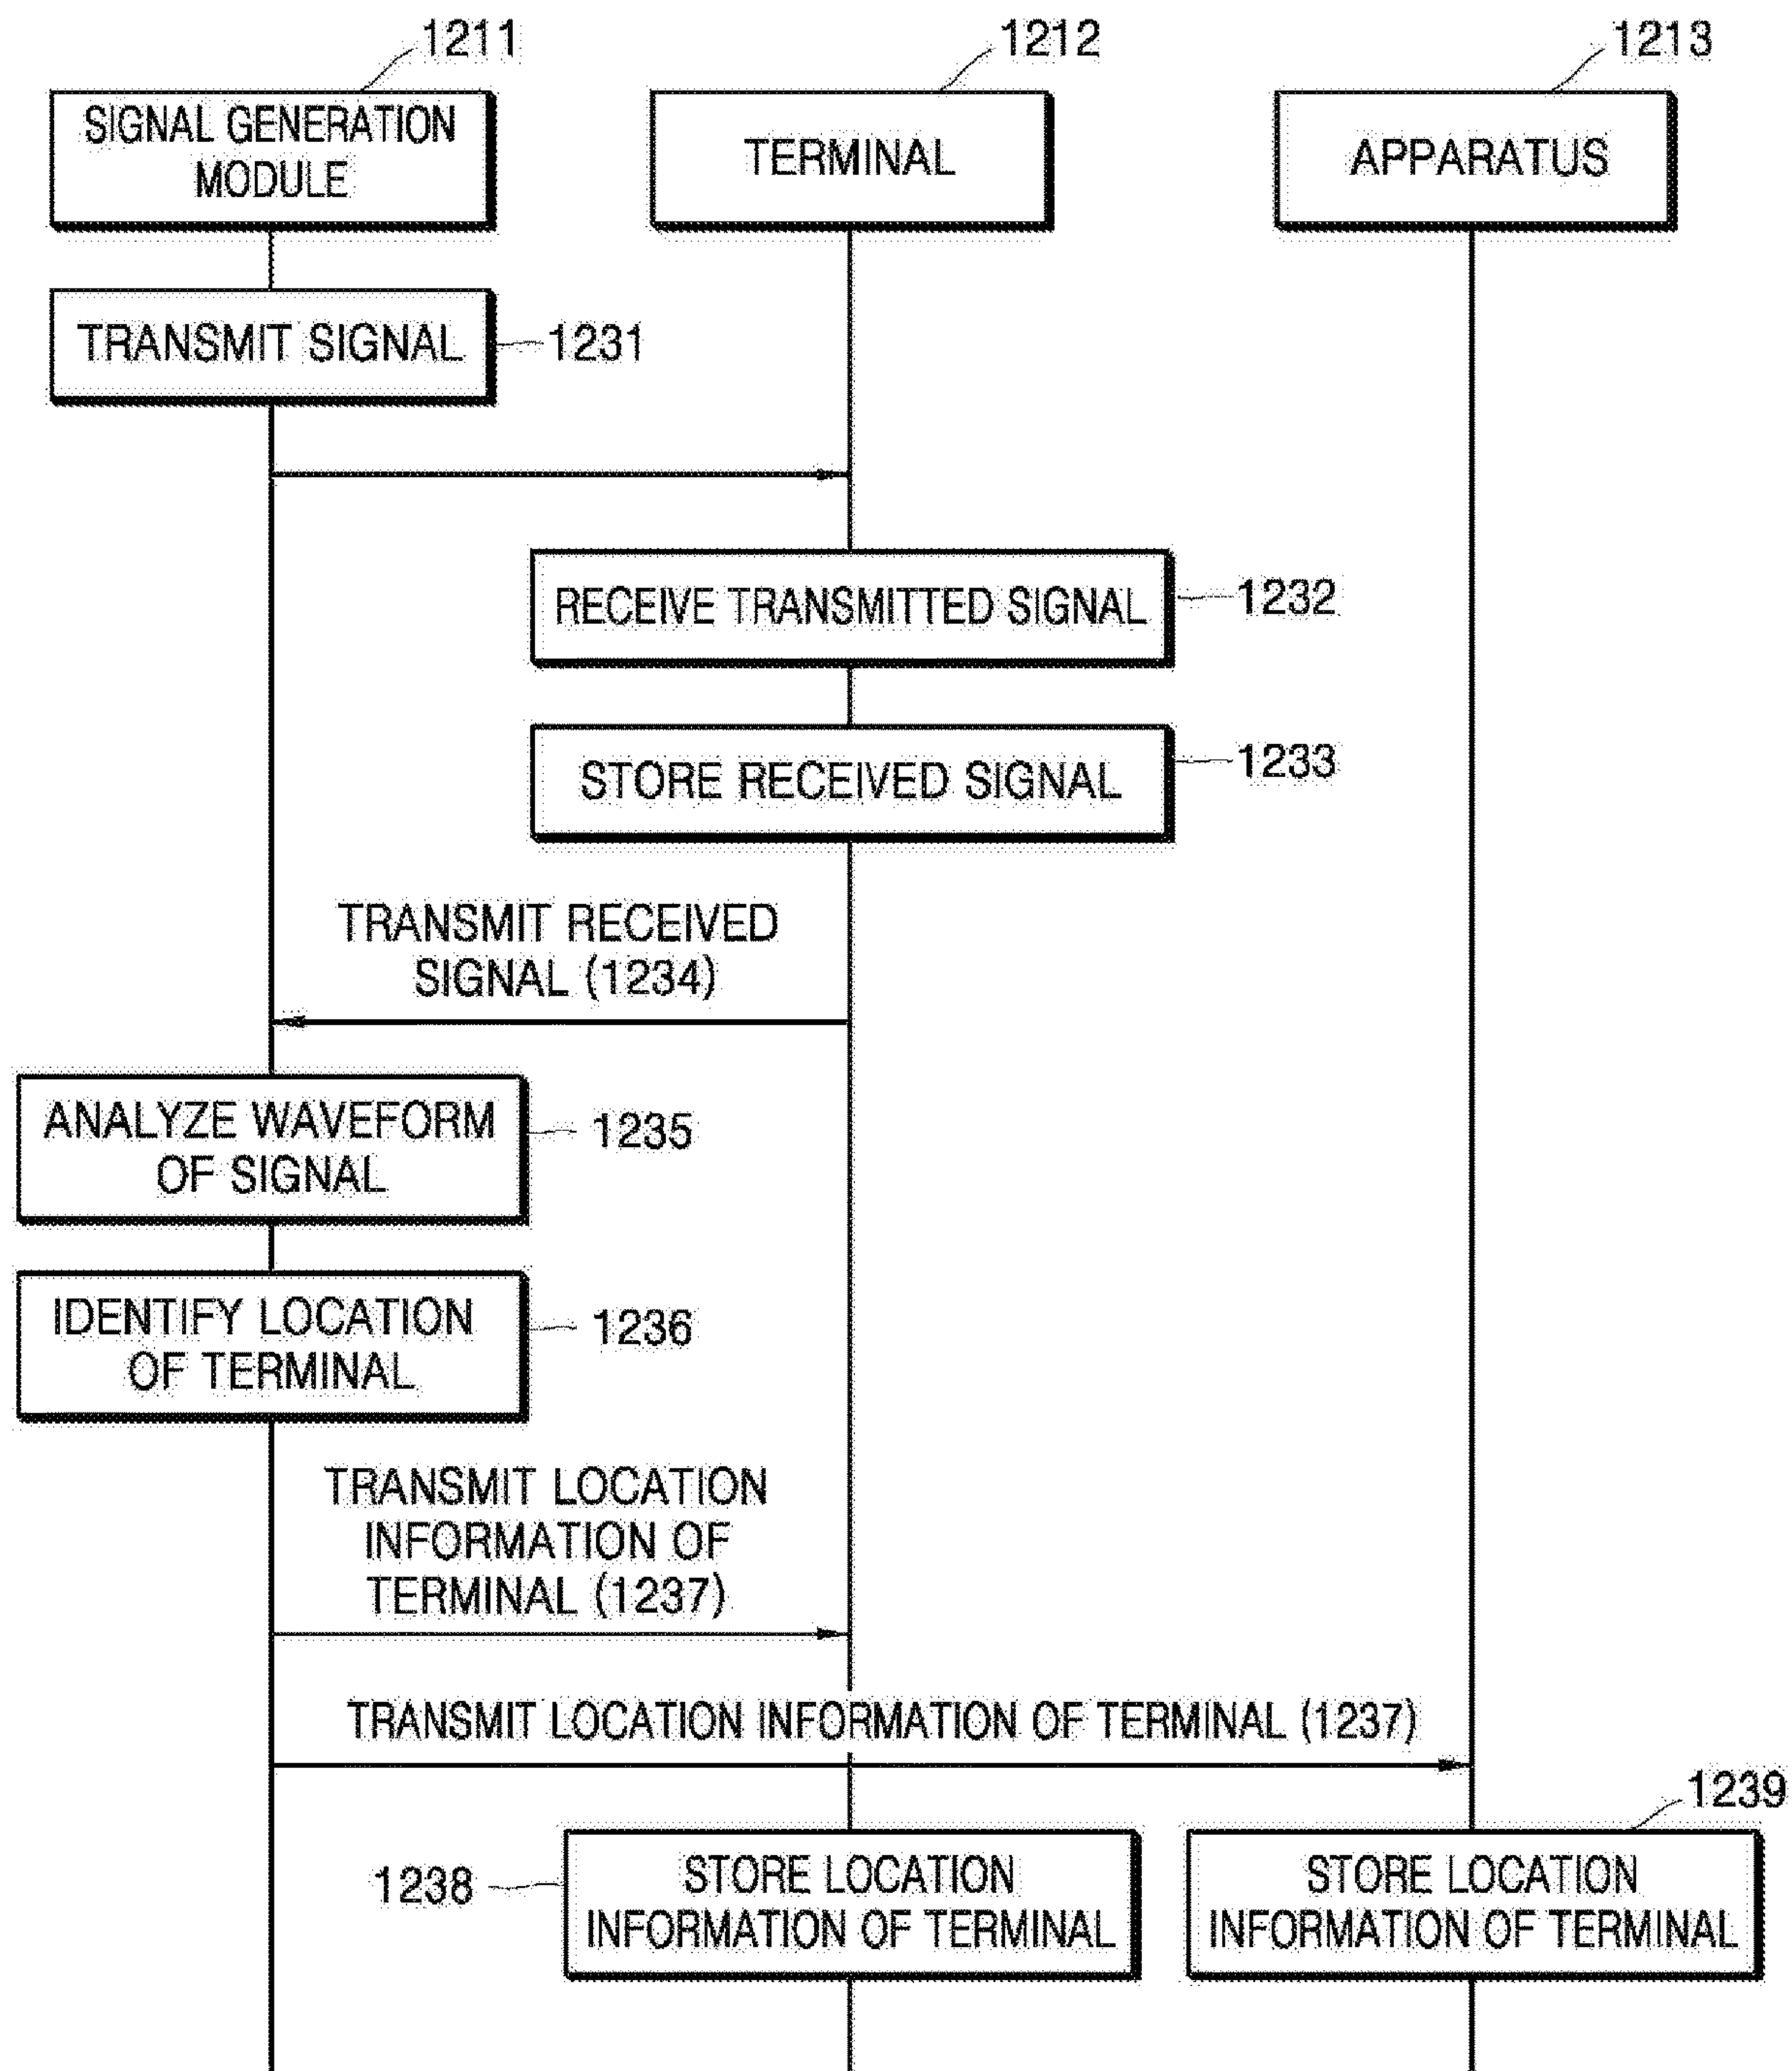 1211
1212
1213
SIGNAL GENERATION
MODULE
TERMINAL
APPARATUS
TRANSMIT SIGNAL
1231
RECEIVE TRANSMITTED SIGNAL
1232
STORE RECEIVED SIGNAL
1233
TRANSMIT RECEIVED
SIGNAL (1234)
ANALYZE WAVEFORM
OF SIGNAL
1235
IDENTIFY LOCATION
OF TERMINAL
1236
TRANSMIT LOCATION
INFORMATION OF
TERMINAL (1237)
TRANSMIT LOCATION INFORMATION OF TERMINAL (1237)
1239
1238
STORE LOCATION
INFORMATION OF TERMINAL
STORE LOCATION
INFORMATION OF TERMINAL